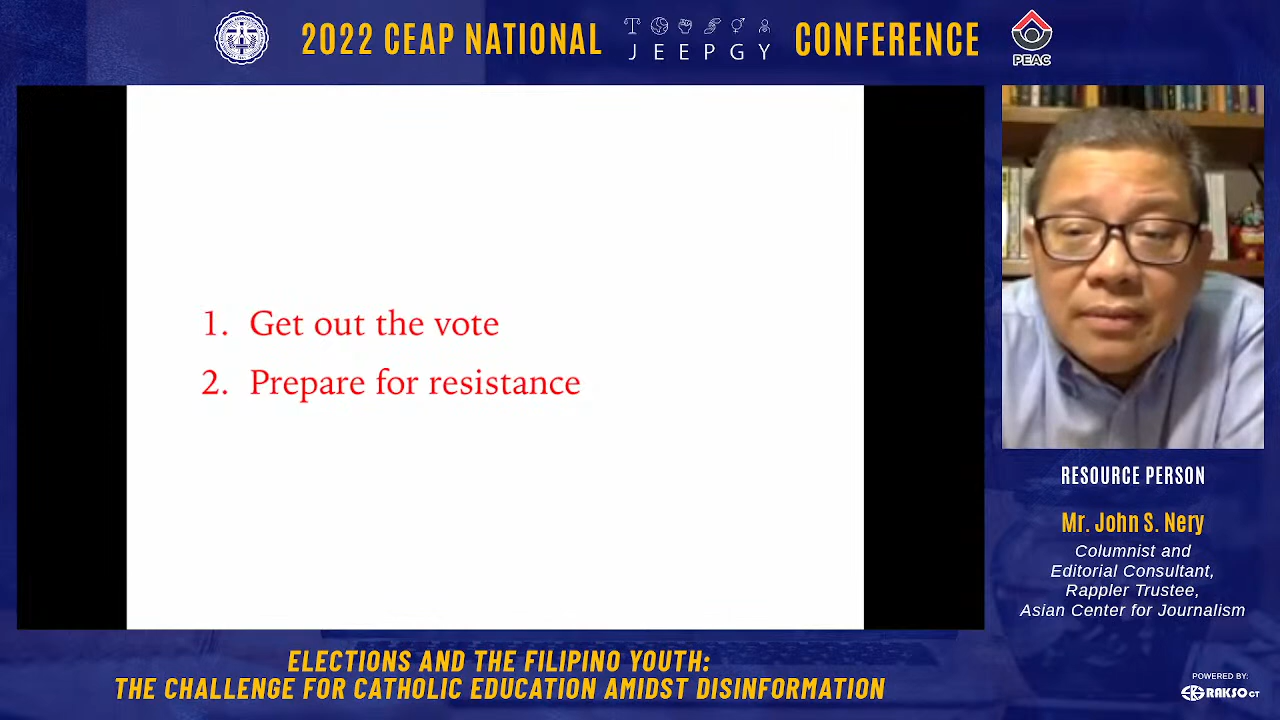 2022 CEAP NATIONAL
JEEPGY
CONFERENCE
PEAC
1. Get out the vote
2. Prepare for resistance
RESOURCE PERSON
Mr. John S. Nery
Columnist and
Editorial Consultant,
Rappler Trustee,
Asian Center for Journalism
ELECTIONS AND THE FILIPINO YOUTH:
THE CHALLENGE FOR CATHOLIC EDUCATION AMIDST DISINFORMATION
POWERED BY:
RAKSO CT